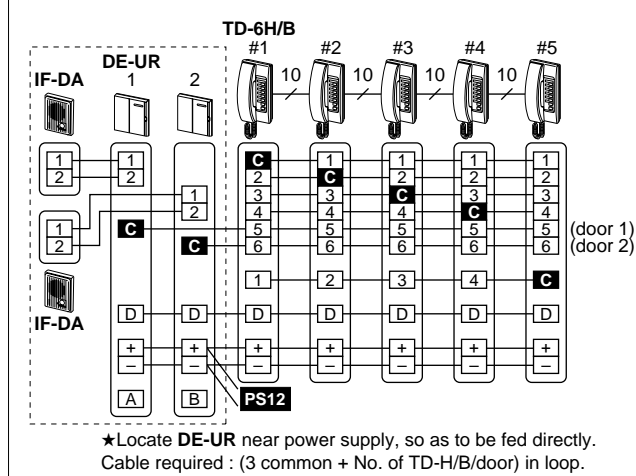 TD-6H/B
#1 #2 #3 #4 #5
DE-UR
IF-DA 1 2 10 10 10 10
1 1 C 1 1 1 1
2 2 2 C 2 2 2
1 3 3 C 3 3
2 4 4 4 C 4
1 C 5 5 5 5 5 (door 1)
2 C 6 6 6 6 6 (door 2)
1 2 3 4 C
IF-DA
D D D D D D D
+ + + + + + +
– – – – – – –
A B PS12
★Locate DE-UR near power supply, so as to be fed directly.
Cable required : (3 common + No. of TD-H/B/door) in loop.